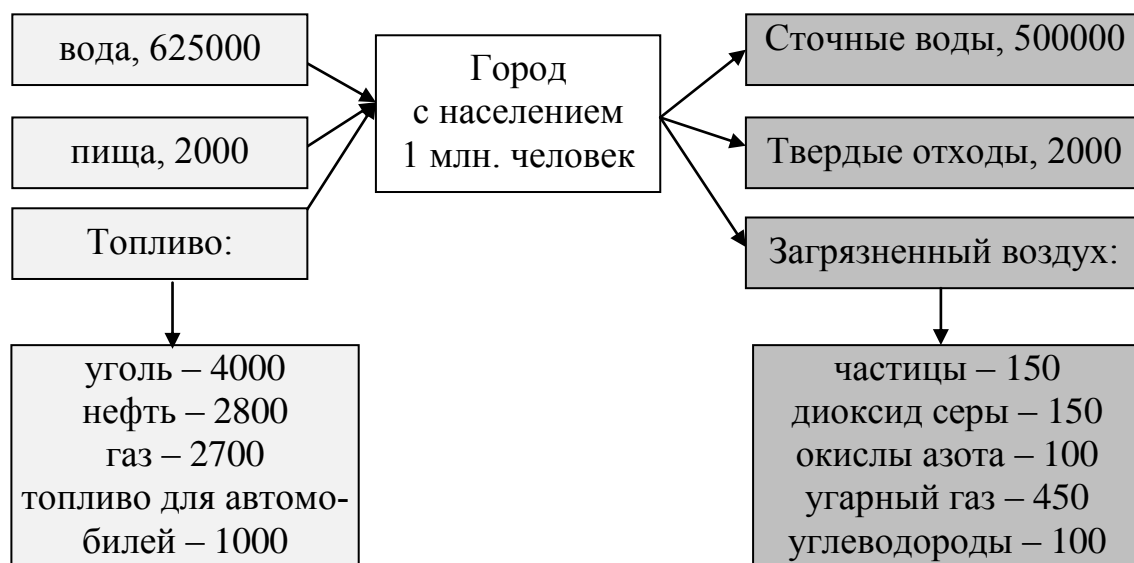 вода, 625000
пища, 2000
Топливо:
уголь – 4000
нефть – 2800
газ – 2700
топливо для автомо-
билей – 1000
Город
с населением
1 млн. человек
Сточные воды, 500000
Твердые отходы, 2000
Загрязненный воздух:
частицы – 150
диоксид серы – 150
окислы азота – 100
угарный газ – 450
углеводороды – 100